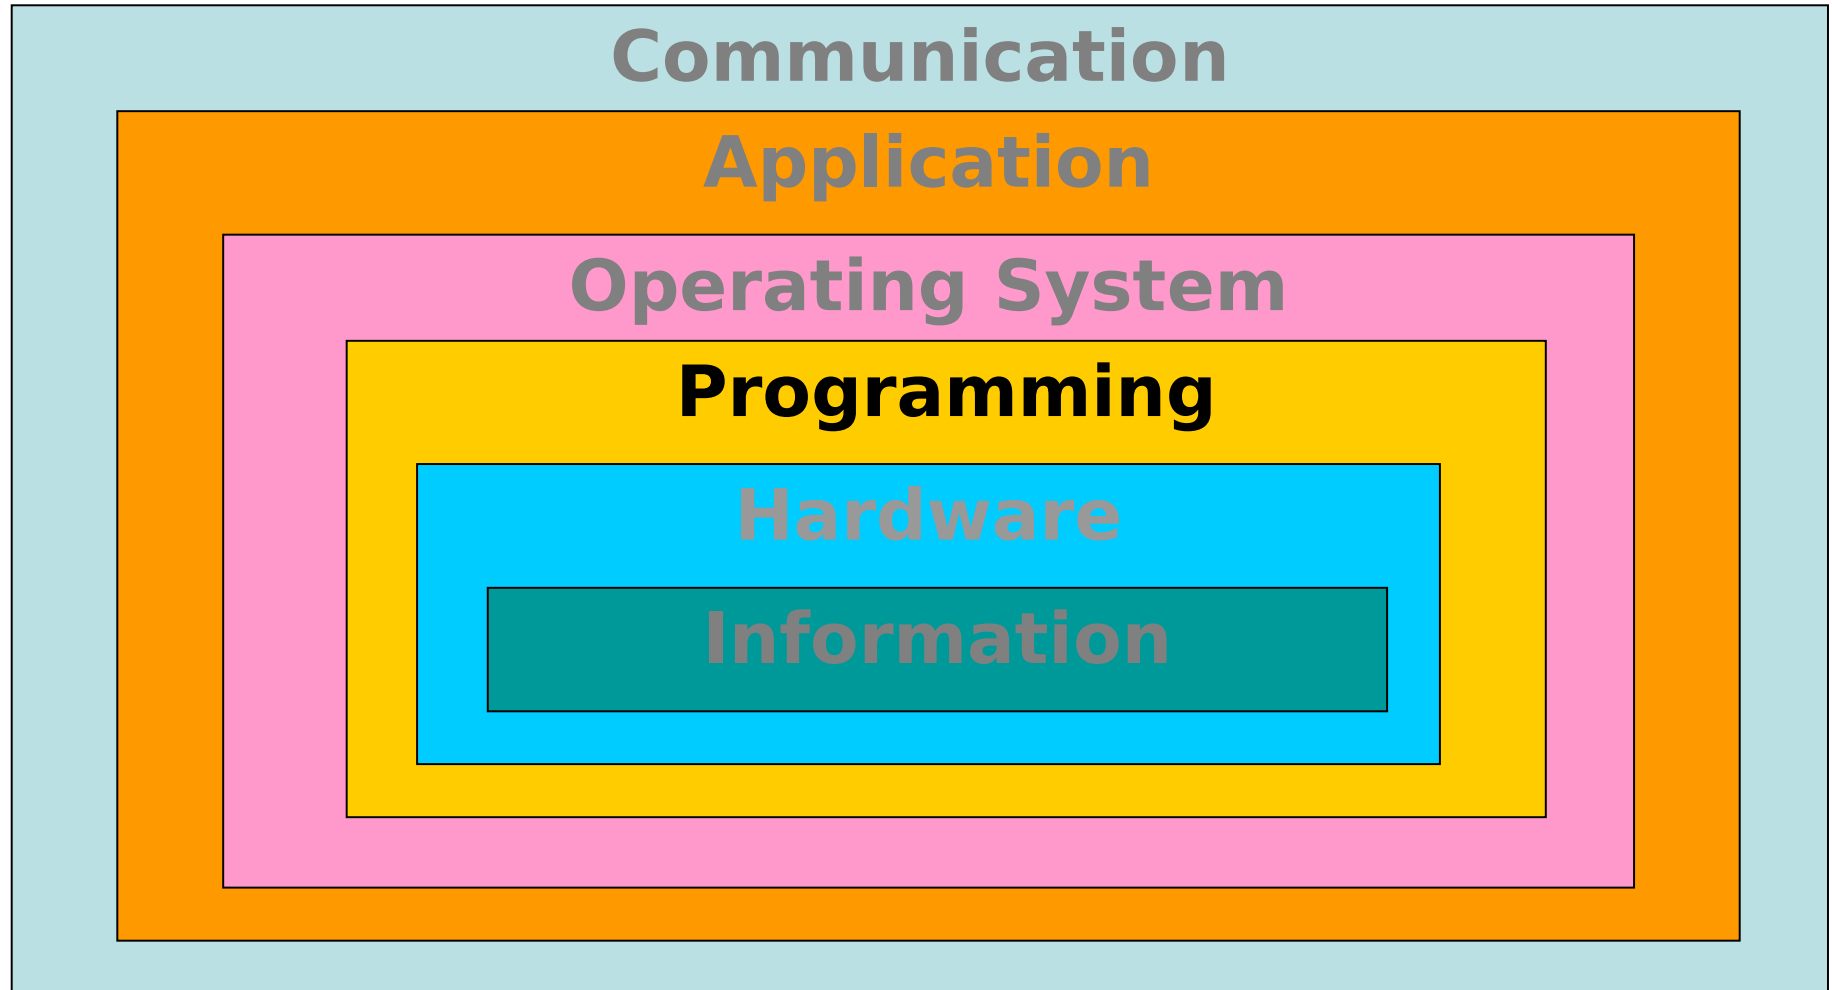 Communication
Application
Operating System
Programming
Hardware
Information